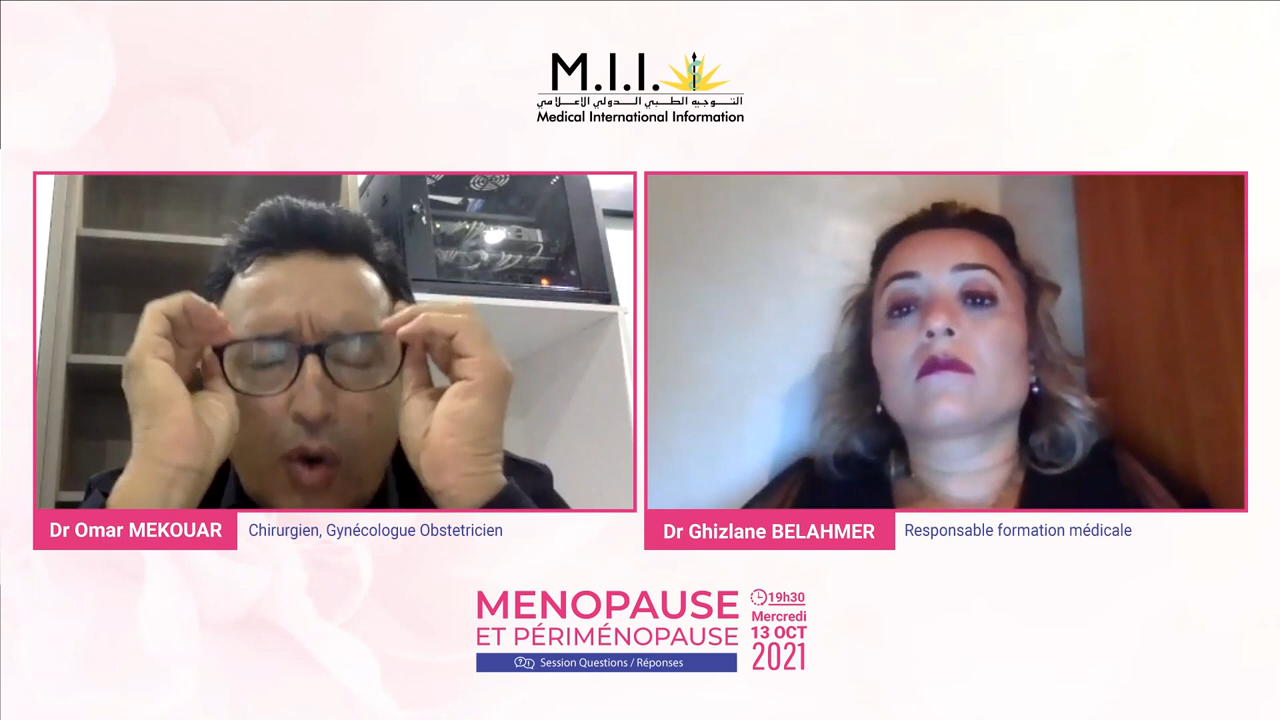 M.I.I.
التوجيه الطبي الدولي الاعلامي
Medical International Information
Dr Omar MEKOUAR
Chirurgien, Gynécologue Obstetricien
Dr Ghizlane BELAHMER
Responsable formation médicale
MENOPAUSE
ET PÉRIMÉNOPAUSE
Session Questions / Réponses
19h30
Mercredi
13 OCT
2021